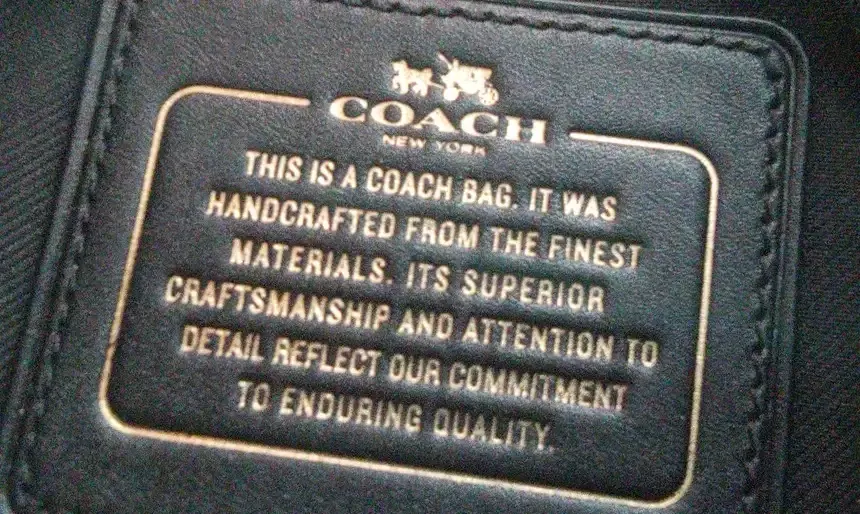 COACH
NEW YORK
THIS IS A COACH BAG. IT WAS
HANDCRAFTED FROM THE FINEST
MATERIALS. ITS SUPERIOR
CRAFTSMANSHIP AND ATTENTION TO
DETAIL REFLECT OUR COMMITMENT
TO ENDURING QUALITY.